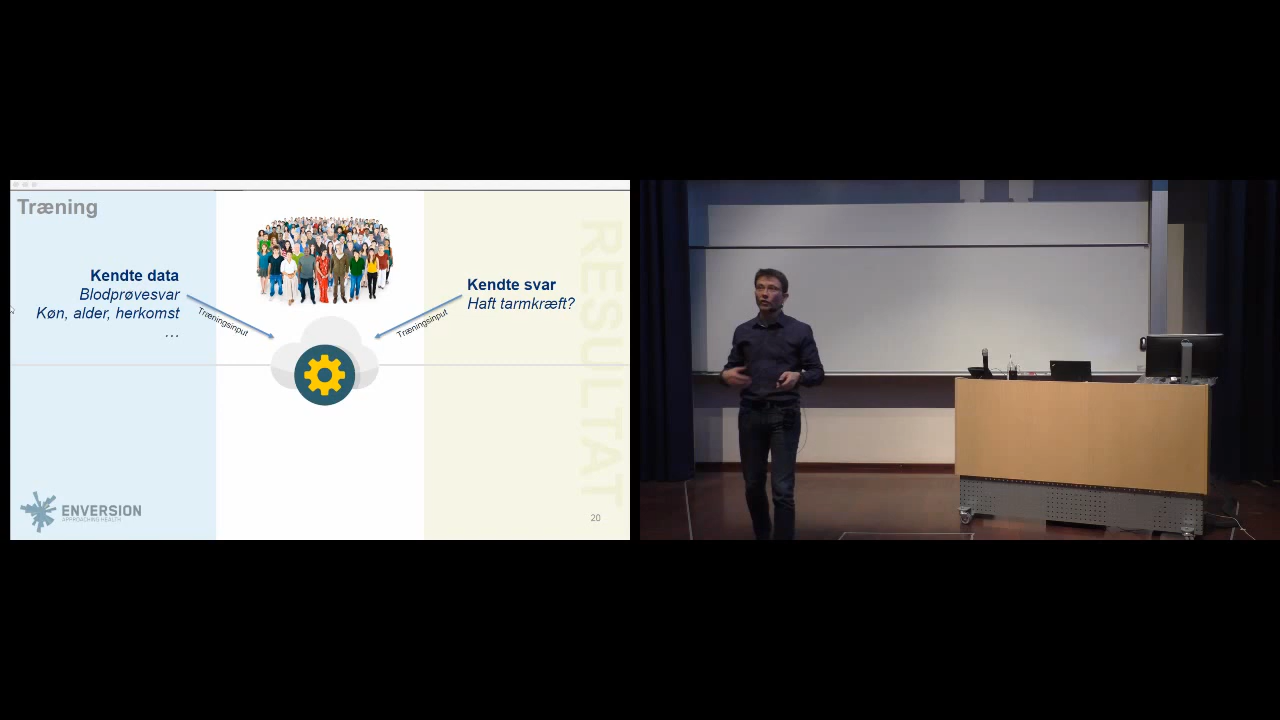 Træning
Kendte data
Blodprøvesvar
Køn, alder, herkomst
...
Træningsinput
Træningsinput
Kendte svar
Haft tarmkræft?
RESULTAT
ENVERSION
APPROACHING HEALTH
20